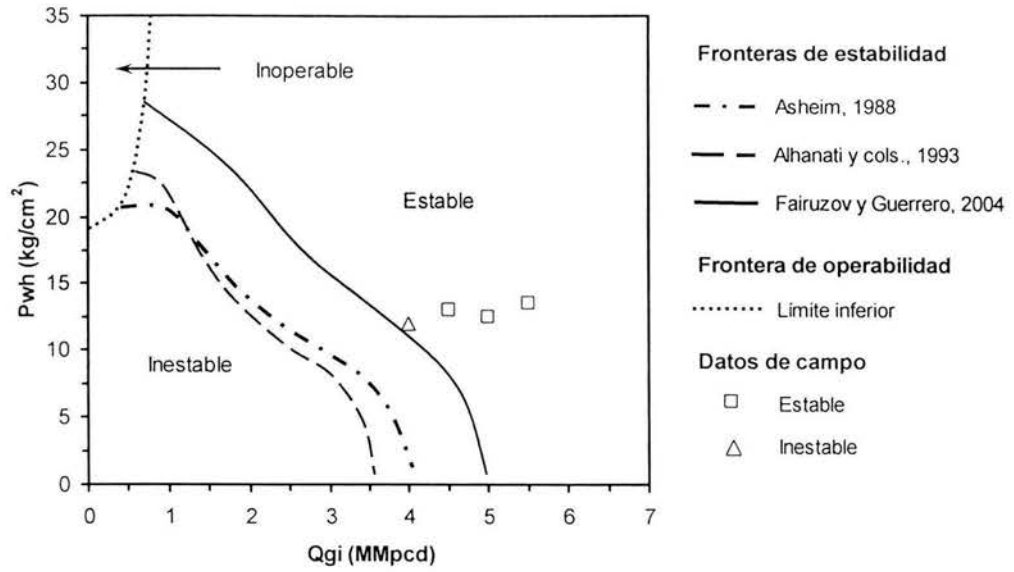 35
30
25
20
15
10
5
0
Pwh (kg/cm²)
Inoperable
Estable
Inestable
0 1 2 3 4 5 6 7
Qgi (MMpcd)
Fronteras de estabilidad
Asheim, 1988
Alhanati y cols., 1993
Fairuzov y Guerrero, 2004
Frontera de operabilidad
Limite inferior
Datos de campo
Estable
Inestable